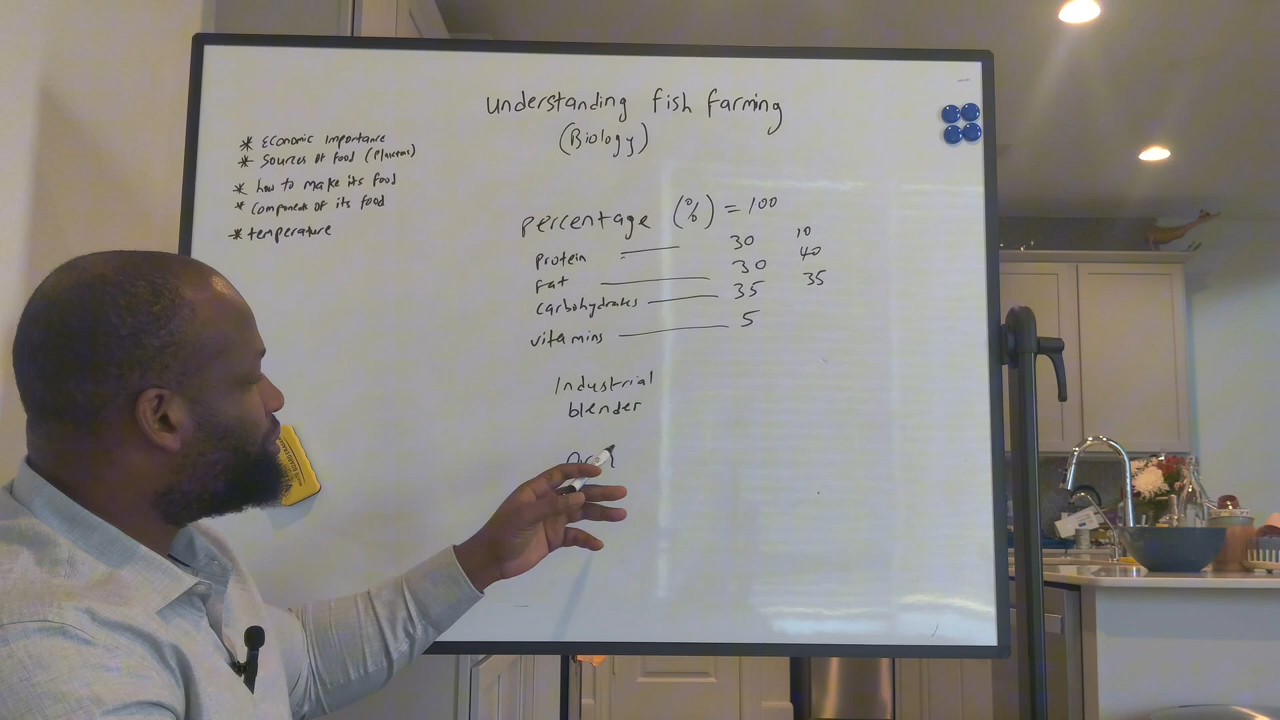 understanding fish farming
(Biology)
* Economic Importance
* Sources of food (planktons)
* how to make its food
* component of its food
* temperature
percentage (%) = 100
protein 30 10
fat 30 40
carbohydrates 35 35
vitamins 5
Industrial
blender